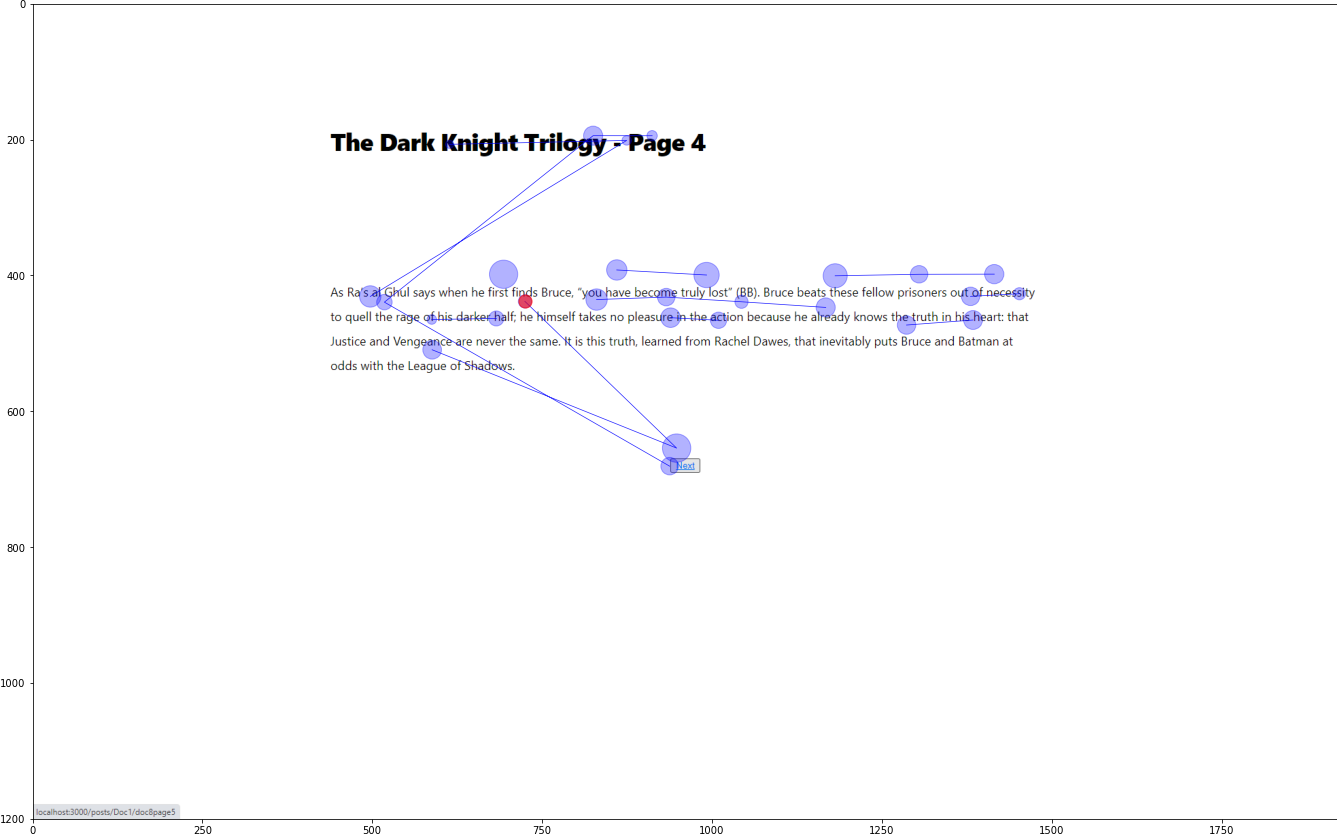 0
200
400
600
800
1000
1200
The Dark Knight Trilogy - Page 4
As Ra's al Ghul says when he first finds Bruce, “you have become truly lost” (BB). Bruce beats these fellow prisoners out of necessity
to quell the rage of his darker half; he himself takes no pleasure in the action because he already knows the truth in his heart: that
Justice and Vengeance are never the same. It is this truth, learned from Rachel Dawes, that inevitably puts Bruce and Batman at
odds with the League of Shadows.
Next
localhost:3000/posts/Doc1/doc8page5
0 250 500 750 1000 1250 1500 1750